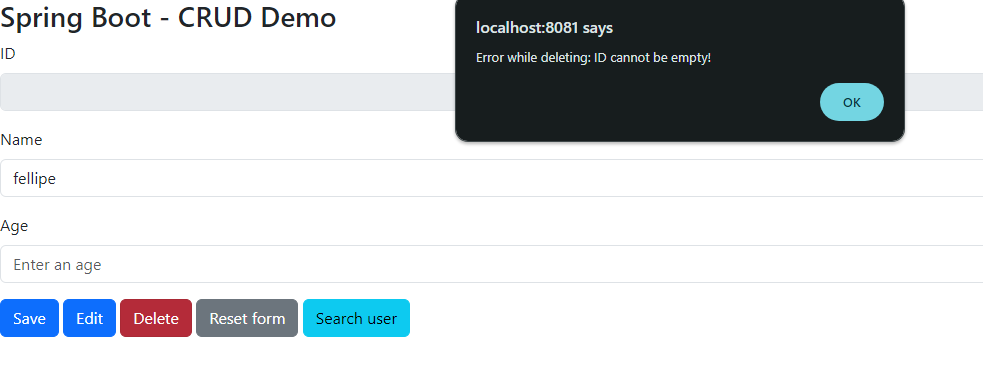 Spring Boot - CRUD Demo
localhost:8081 says
Error while deleting: ID cannot be empty!
OK
ID
Name
fellipe
Age
Enter an age
Save Edit Delete Reset form Search user